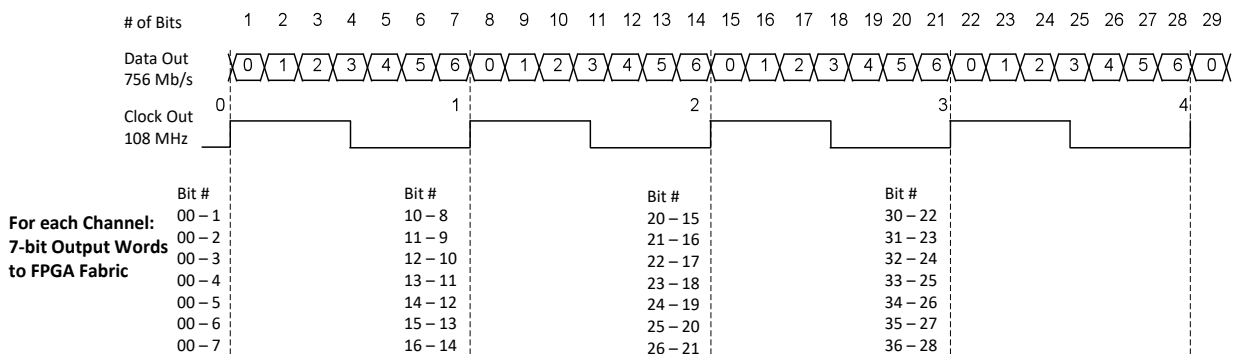 # of Bits 1 2 3 4 5 6 7 8 9 10 11 12 13 14 15 16 17 18 19 20 21 22 23 24 25 26 27 28 29
Data Out
756 Mb/s
0 1 2 3 4 5 6 0 1 2 3 4 5 6 0 1 2 3 4 5 6 0 1 2 3 4 5 6 0
0 1 2 3 4
Clock Out
108 MHz
For each Channel:
7-bit Output Words
to FPGA Fabric
Bit #
00 – 1
00 – 2
00 – 3
00 – 4
00 – 5
00 – 6
00 – 7
Bit #
10 – 8
11 – 9
12 – 10
13 – 11
14 – 12
15 – 13
16 – 14
Bit #
20 – 15
21 – 16
22 – 17
23 – 18
24 – 19
25 – 20
26 – 21
Bit #
30 – 22
31 – 23
32 – 24
33 – 25
34 – 26
35 – 27
36 – 28